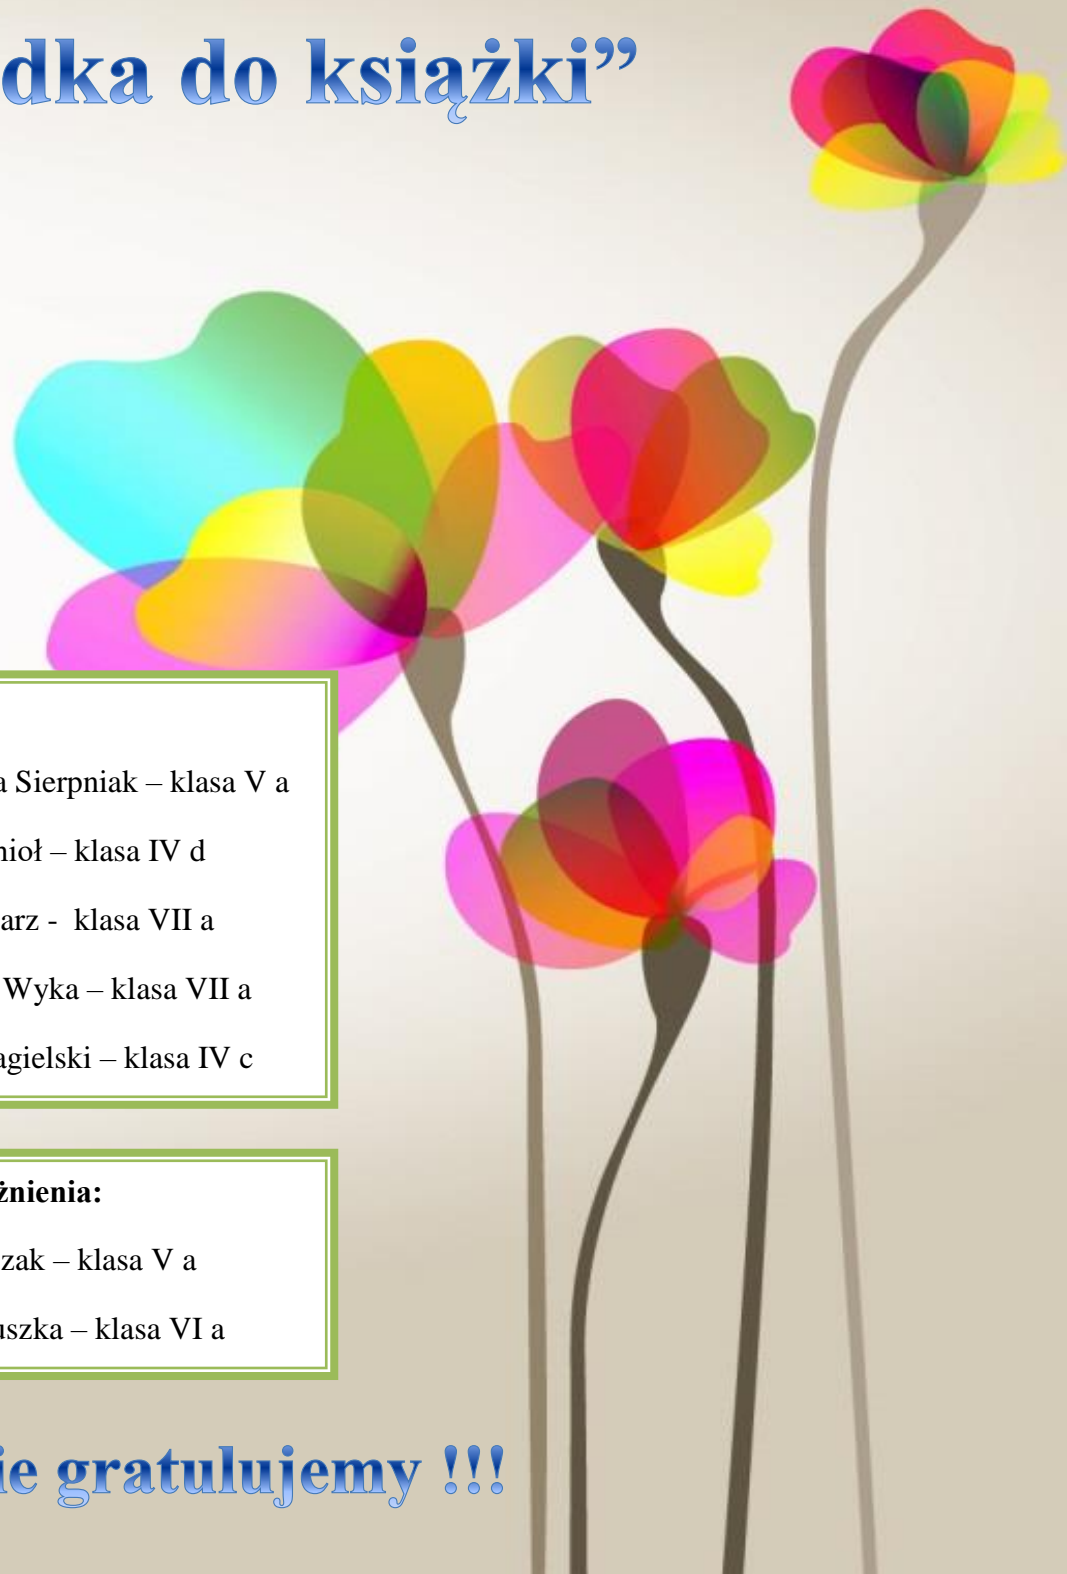 dka do książki”
a Sierpniak – klasa V a
nioł – klasa IV d
arz - klasa VII a
Wyka – klasa VII a
agielski – klasa IV c
żnienia:
zak – klasa V a
uszka – klasa VI a
ie gratulujemy !!!